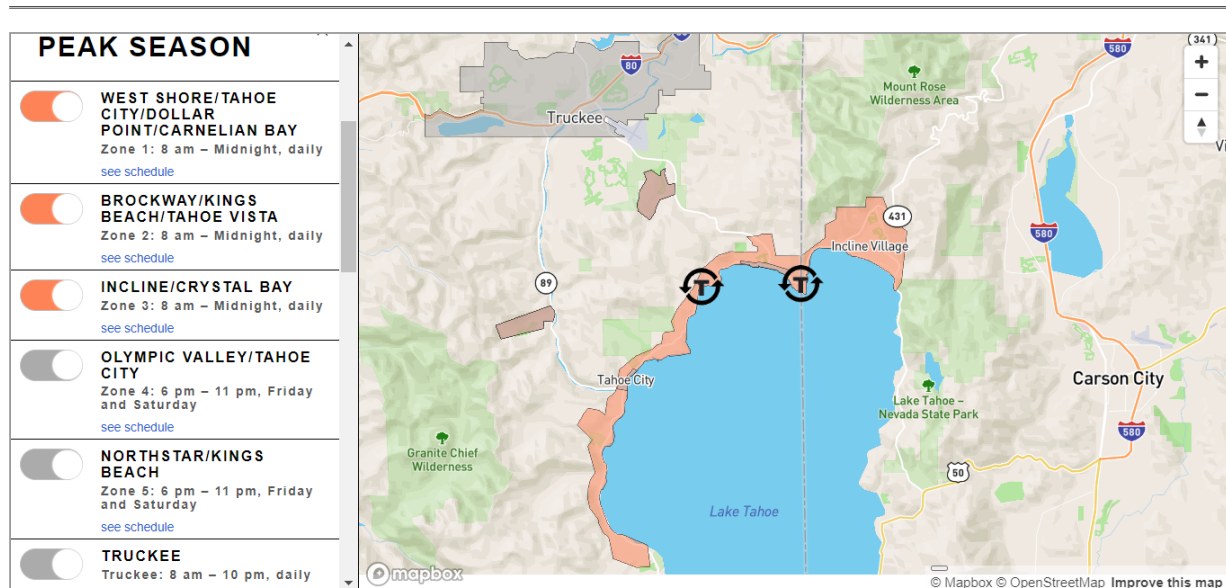 PEAK SEASON
WEST SHORE/TAHOE
CITY/DOLLAR
POINT/CARNELIAN BAY
Zone 1: 8 am – Midnight, daily
see schedule
BROCKWAY/KINGS
BEACH/TAHOE VISTA
Zone 2: 8 am – Midnight, daily
see schedule
INCLINE/CRYSTAL BAY
Zone 3: 8 am – Midnight, daily
see schedule
OLYMPIC VALLEY/TAHOE
CITY
Zone 4: 6 pm – 11 pm, Friday
and Saturday
see schedule
NORTHSTAR/KINGS
BEACH
Zone 5: 6 pm – 11 pm, Friday
and Saturday
see schedule
TRUCKEE
Truckee: 8 am – 10 pm, daily
341
580
80
Mount Rose
Wilderness Area
+
−
Truckee
Vi
431
580
Incline Village
T
T
89
Tahoe City
Carson City
Lake Tahoe –
Nevada State Park
580
Granite Chief
Wilderness
50
Lake Tahoe
mapbox
© Mapbox © OpenStreetMap Improve this map